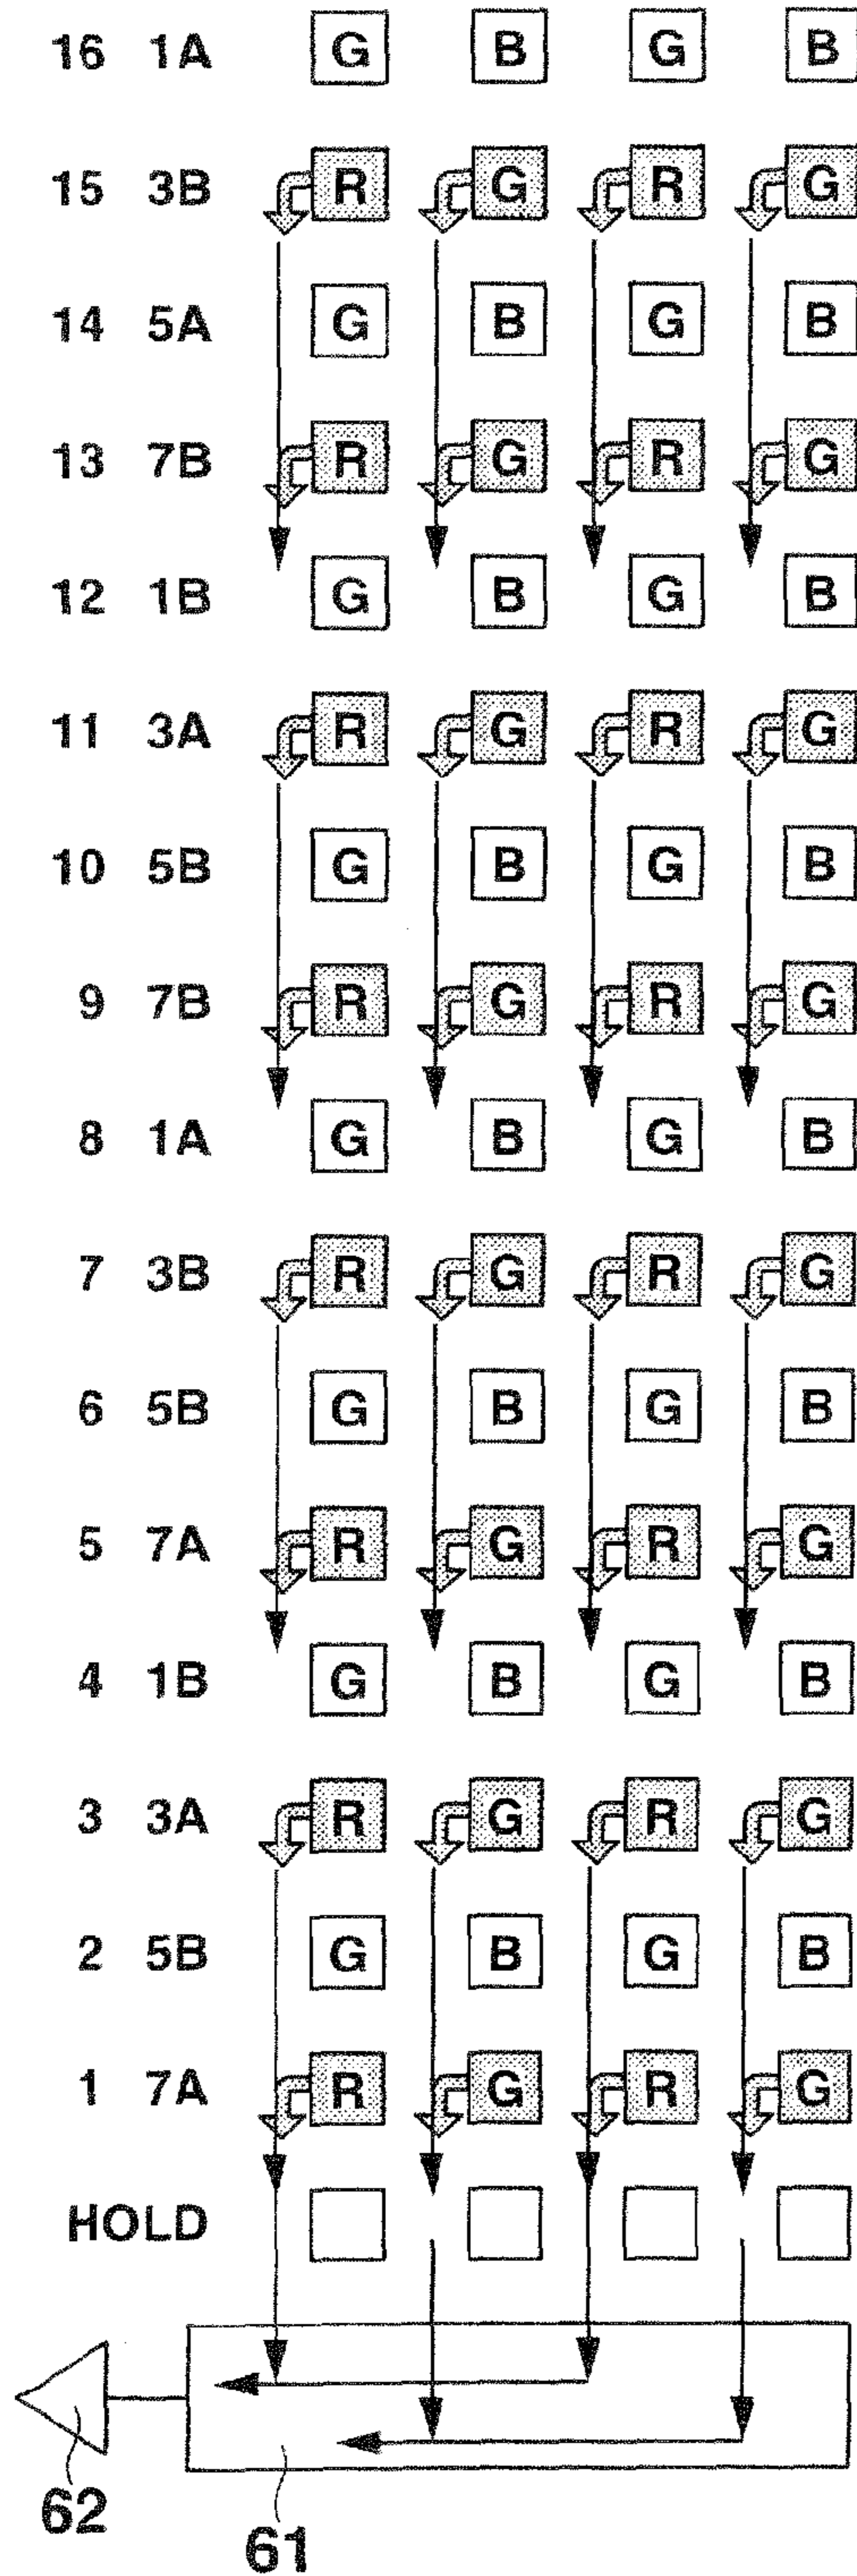 16 1A G B G B
15 3B R G R G
14 5A G B G B
13 7B R G R G
12 1B G B G B
11 3A R G R G
10 5B G B G B
9 7B R G R G
8 1A G B G B
7 3B R G R G
6 5B G B G B
5 7A R G R G
4 1B G B G B
3 3A R G R G
2 5B G B G B
1 7A R G R G
HOLD
62
61